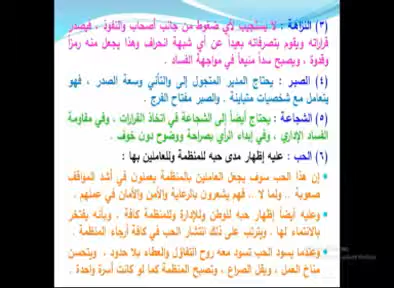 (٣) النزاهة : لا يستجيب لأي ضغوط من جانب أصحاب والنفوذ ، فيصدر
قراراته ويقوم بتصرفاته بعيداً عن أي شبهة انحراف وهذا يجعل منه رمزاً
وقدوة ، ويصبح سداً منيعاً في مواجهة الفساد .
(٤) الصبر : يحتاج المدير المتجول إلى والتأني وسعة الصدر ، فهو
يتعامل مع شخصيات متباينة . والصبر مفتاح الفرج .
(٥) الشجاعة : يحتاج أيضاً إلى الشجاعة في اتخاذ القرارات ، وفي مقاومة
الفساد الإداري ، وفي إبداء الرأي بصراحة ووضوح دون خوف .
(٦) الحب : عليه إظهار مدى حبه للمنظمة وللعاملين بها :
إن هذا الحب سوف يجعل العاملين بالمنظمة يعملون في أشد المواقف
صعوبة .. ولما لا .. فهم يشعرون بالرعاية والأمن والأمان في عملهم .
وعليه أيضاً إظهار حبه للوطن وللإدارة وللمنظمة كافة ، وبأنه يفتخر
بالانتماء لها . ويترتب على ذلك انتشار الحب في كافة أرجاء المنظمة .
وعندما يسود الحب تسود معه روح التفاؤل والعطاء بلا حدود ، ويتحسن
مناخ العمل ، ويقل الصراع ، وتصبح المنظمة كما لو كانت أسرة واحدة .